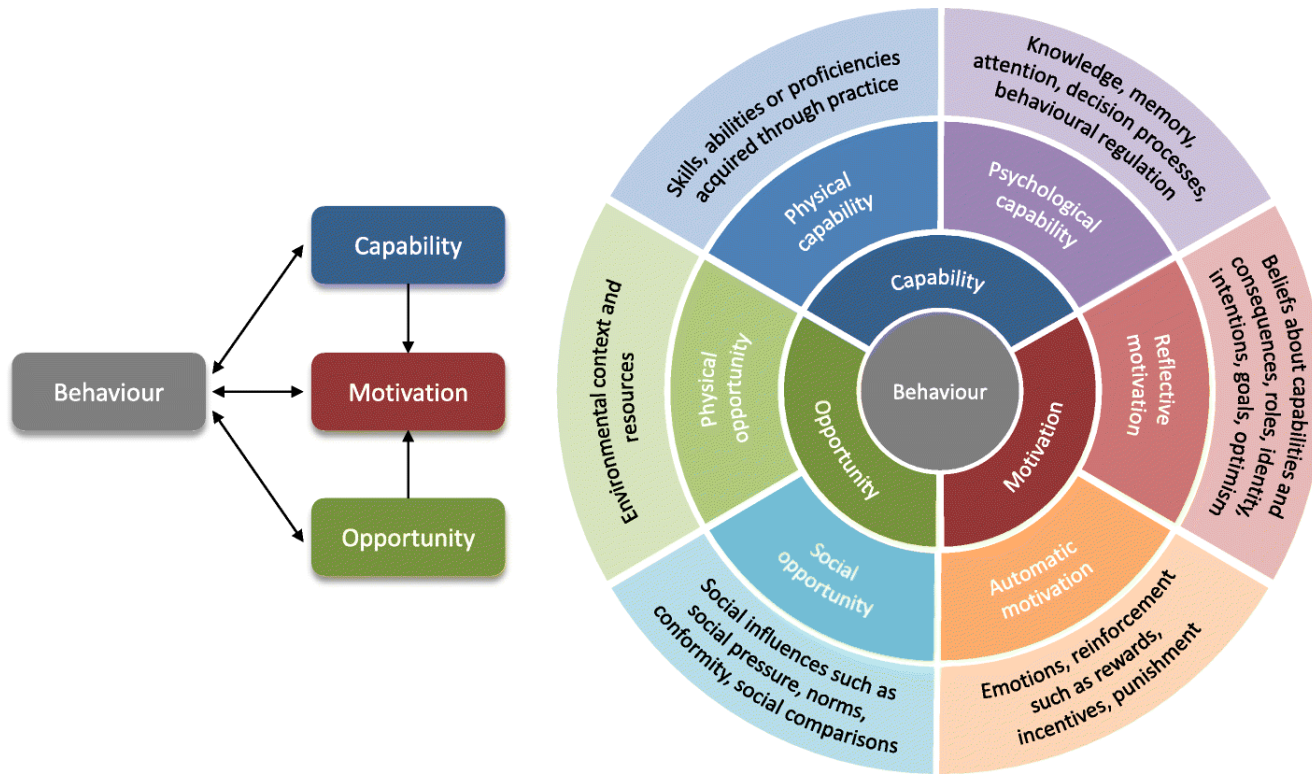 Capability
Behaviour
Motivation
Opportunity
Skills, abilities or proficiencies
acquired through practice
Knowledge, memory,
attention, decision processes,
behavioural regulation
Physical
capability
Psychological
capability
Capability
Environmental context and
resources
Physical
opportunity
Opportunity
Behaviour
Motivation
Reflective
motivation
Beliefs about capabilities and
consequences, roles, identity,
intentions, goals, optimism
Social
opportunity
Automatic
motivation
Social influences such as
social pressure, norms,
conformity, social comparisons
Emotions, reinforcement
such as rewards,
incentives, punishment